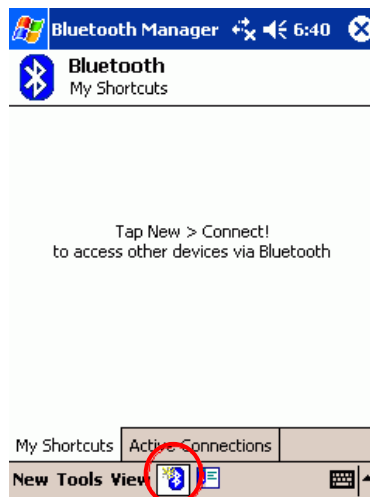 Bluetooth Manager 6:40
Bluetooth
My Shortcuts
Tap New > Connect!
to access other devices via Bluetooth
My Shortcuts Active Connections
New Tools View